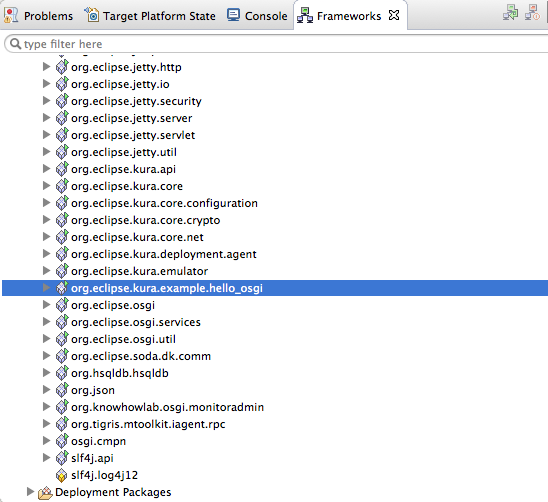 Problems Target Platform State Console Frameworks
type filter here
org.eclipse.jetty.http
org.eclipse.jetty.io
org.eclipse.jetty.security
org.eclipse.jetty.server
org.eclipse.jetty.servlet
org.eclipse.jetty.util
org.eclipse.kura.api
org.eclipse.kura.core
org.eclipse.kura.core.configuration
org.eclipse.kura.core.crypto
org.eclipse.kura.core.net
org.eclipse.kura.deployment.agent
org.eclipse.kura.emulator
org.eclipse.kura.example.hello_osgi
org.eclipse.osgi
org.eclipse.osgi.services
org.eclipse.osgi.util
org.eclipse.soda.dk.comm
org.hsqldb.hsqldb
org.json
org.knowhowlab.osgi.monitoradmin
org.tigris.mtoolkit.iagent.rpc
osgi.cmpn
slf4j.api
slf4j.log4j12
Deployment Packages